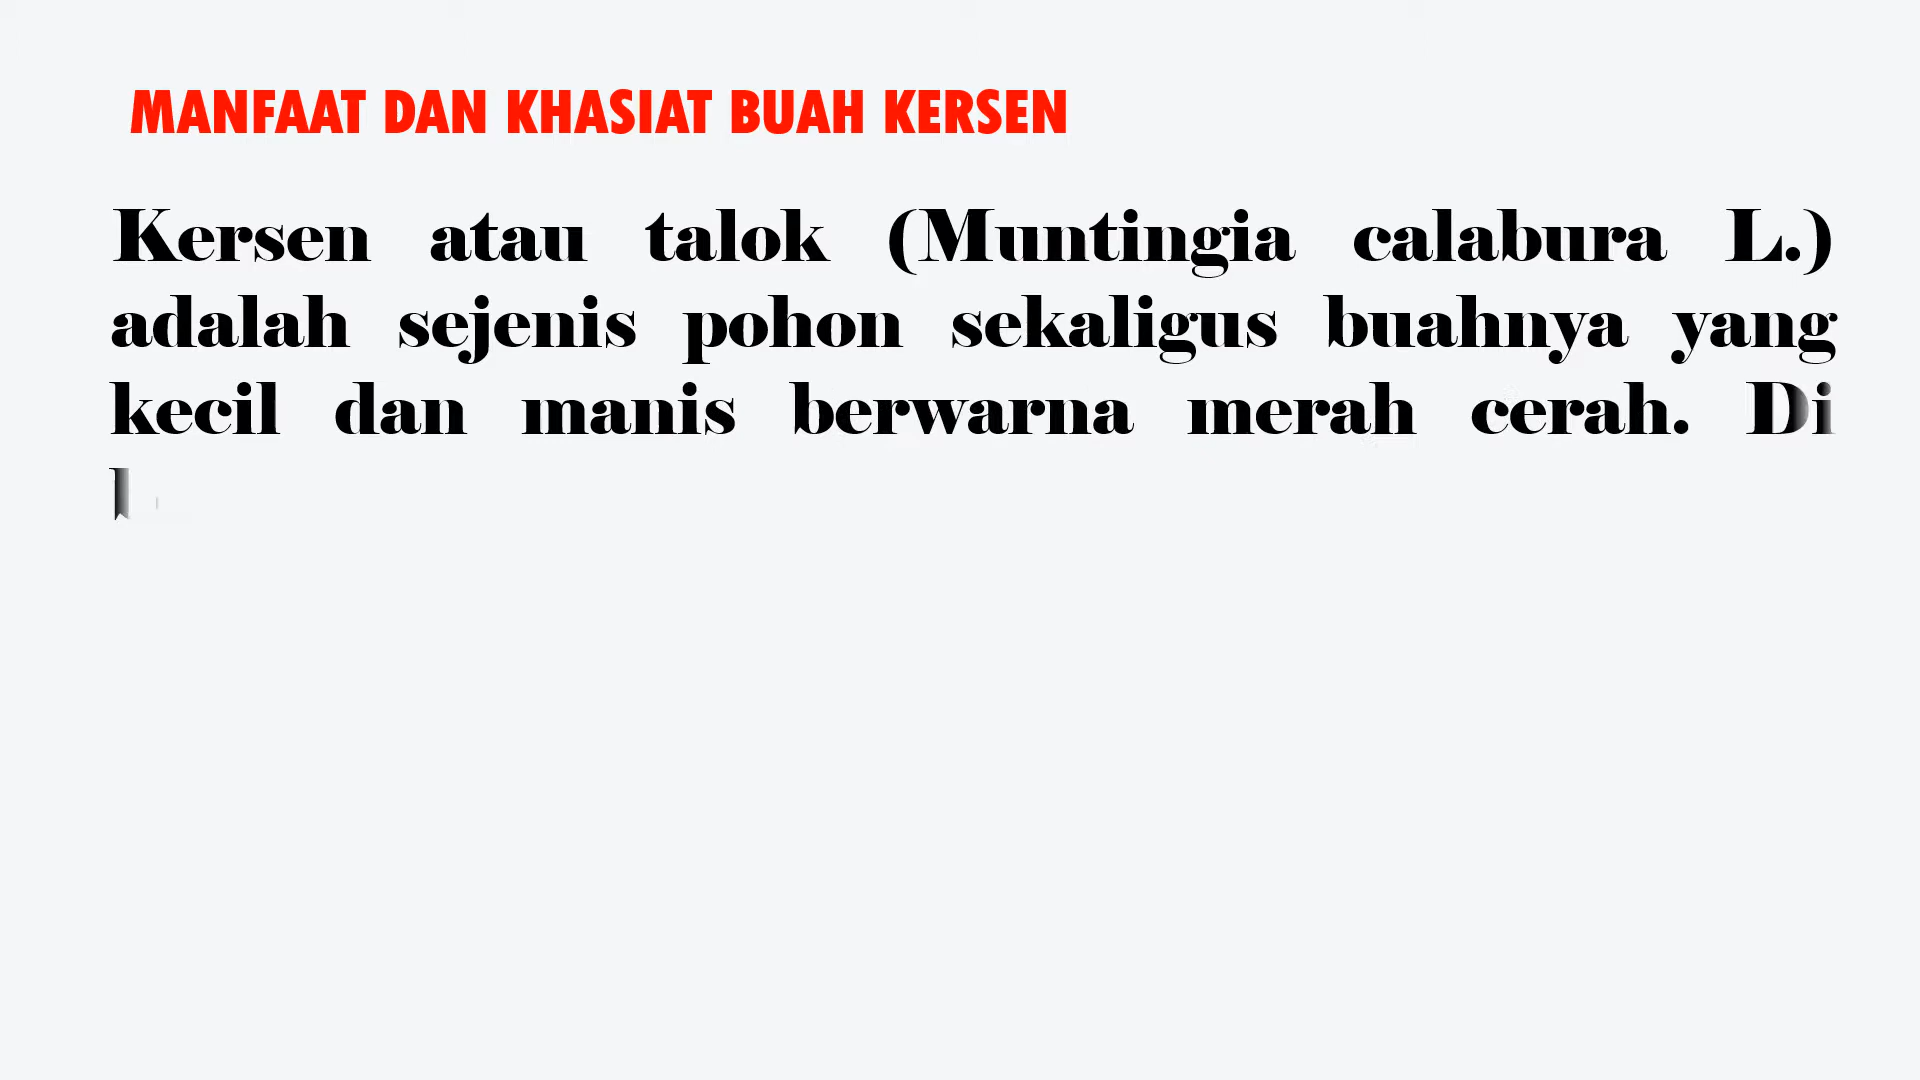 MANFAAT DAN KHASIAT BUAH KERSEN
Kersen atau talok (Muntingia calabura L.)
adalah sejenis pohon sekaligus buahnya yang
kecil dan manis berwarna merah cerah. Di